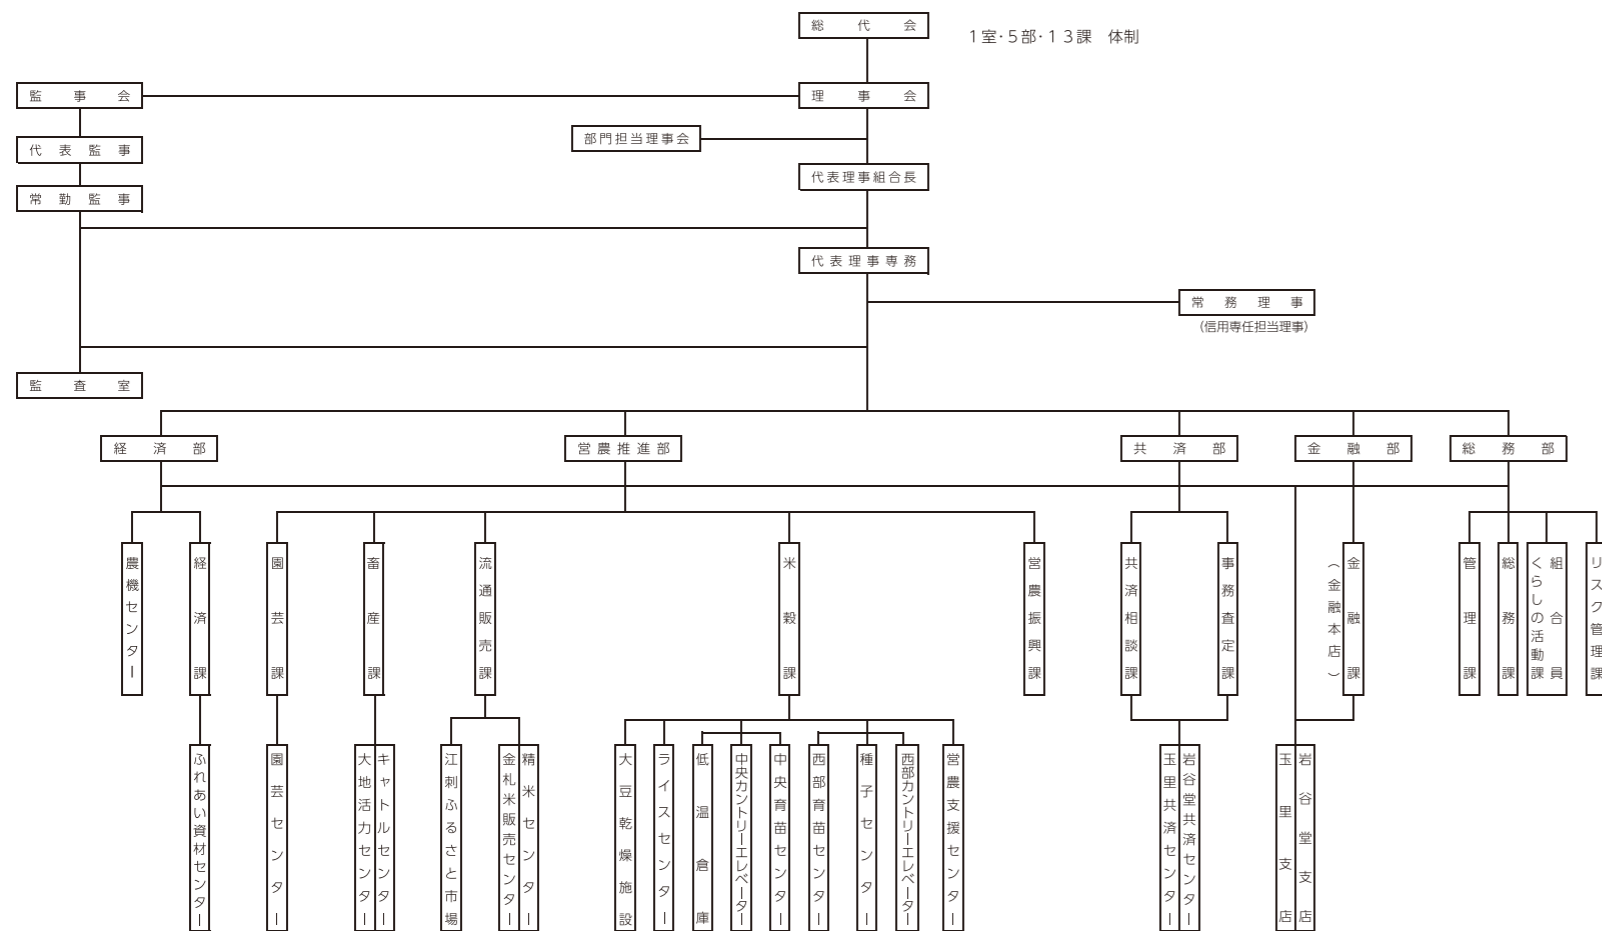 総代会
1室・5部・13課 体制
監事会
理事会
部門担当理事会
代表監事
代表理事組合長
常勤監事
代表理事専務
常務理事
(信用専任担当理事)
監査室
経済部
営農推進部
共済部
金融部
総務部
農機センター
経済課
園芸課
畜産課
流通販売課
米穀課
営農振興課
共済相談課
事務査定課
金融課
(金融本店)
管理課
総務課
組合員
くらしの活動課
リスク管理課
ふれあい資材センター
園芸センター
キャトルセンター
大地活力センター
江刺ふるさと市場
精米センター
金札米販売センター
大豆乾燥施設
ライスセンター
低温倉庫
中央カントリーエレベーター
中央育苗センター
西部育苗センター
種子センター
西部カントリーエレベーター
営農支援センター
岩谷堂共済センター
玉里共済センター
岩谷堂支店
玉里支店